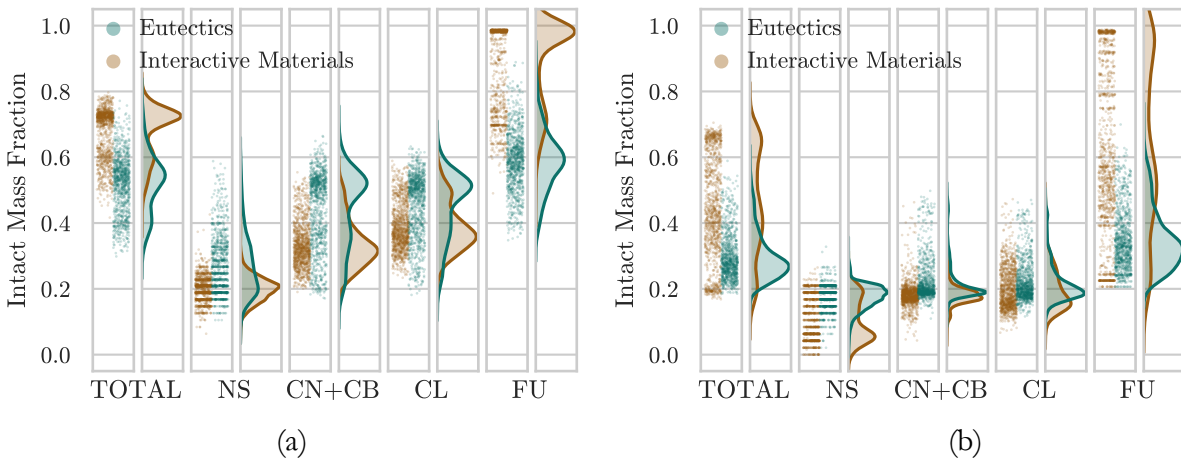 Eutectics
Interactive Materials
Intact Mass Fraction
1.0
0.8
0.6
0.4
0.2
0.0
TOTAL NS CN+CB CL FU
(a)
Eutectics
Interactive Materials
Intact Mass Fraction
1.0
0.8
0.6
0.4
0.2
0.0
TOTAL NS CN+CB CL FU
(b)